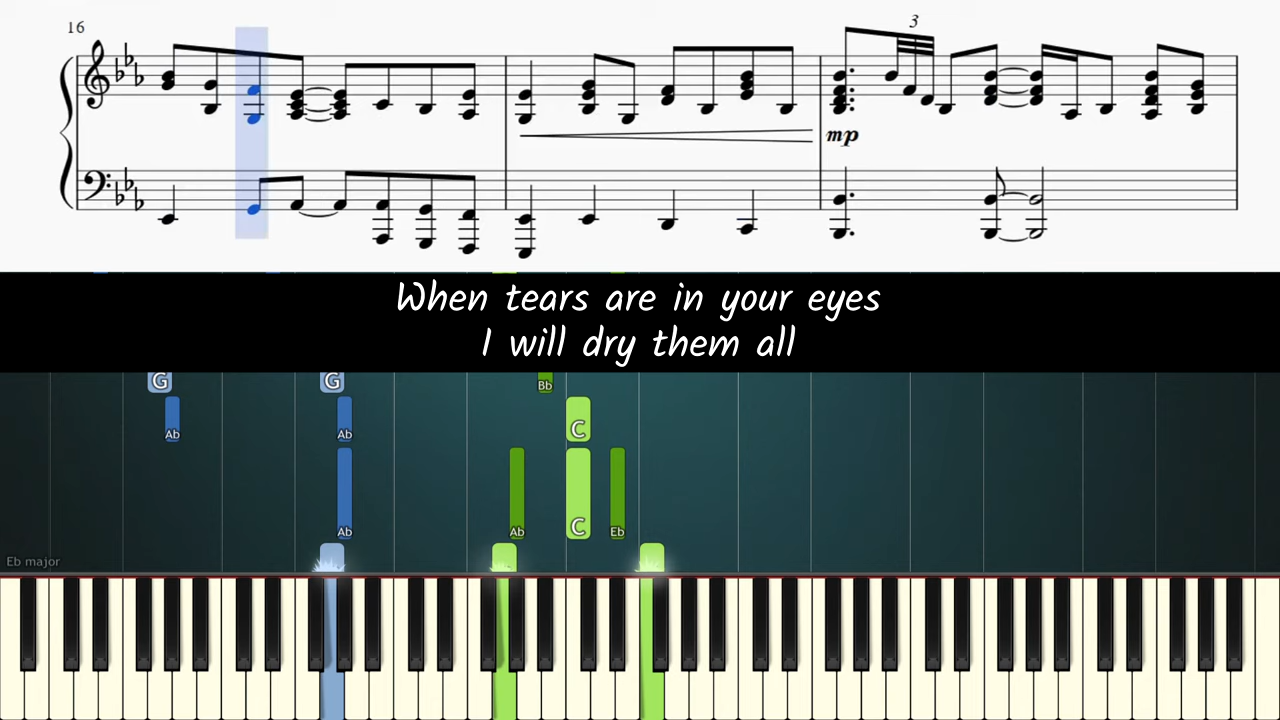 16
3
mp
When tears are in your eyes
I will dry them all
G G Bb
Ab Ab C
Ab Ab C Eb
Eb major